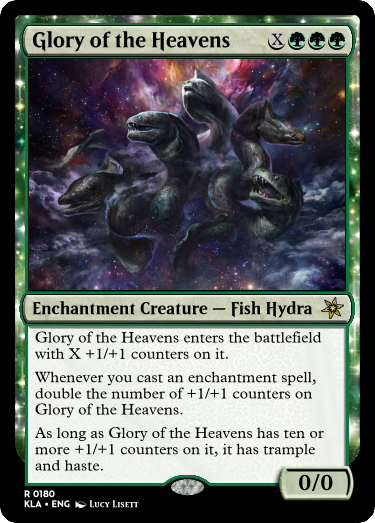 Glory of the Heavens X
Enchantment Creature — Fish Hydra
Glory of the Heavens enters the battlefield
with X +1/+1 counters on it.
Whenever you cast an enchantment spell,
double the number of +1/+1 counters on
Glory of the Heavens.
As long as Glory of the Heavens has ten or
more +1/+1 counters on it, it has trample
and haste.
0/0
R 0180
KLA • ENG Lucy Lisett